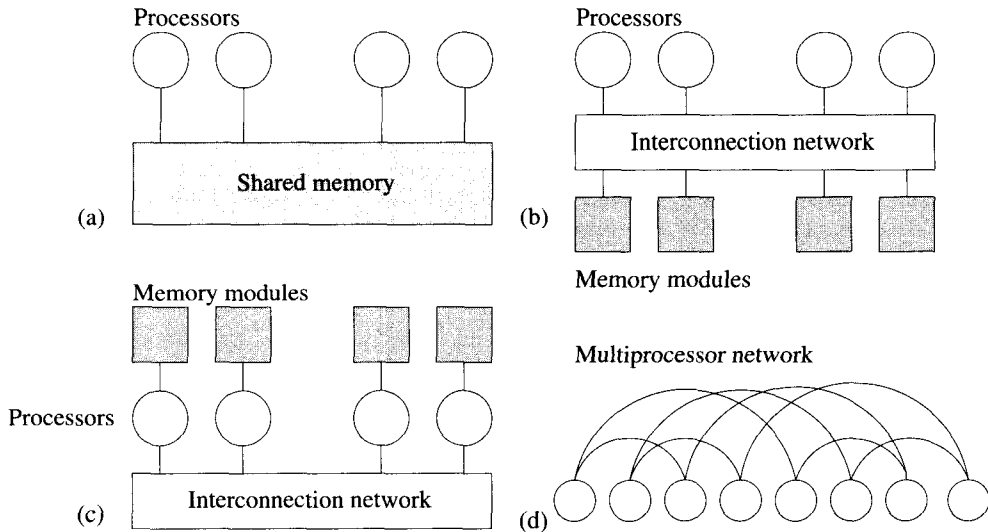 Processors
Shared memory
(a)
Processors
Interconnection network
(b)
Memory modules
Memory modules
Processors
Interconnection network
(c)
Multiprocessor network
(d)